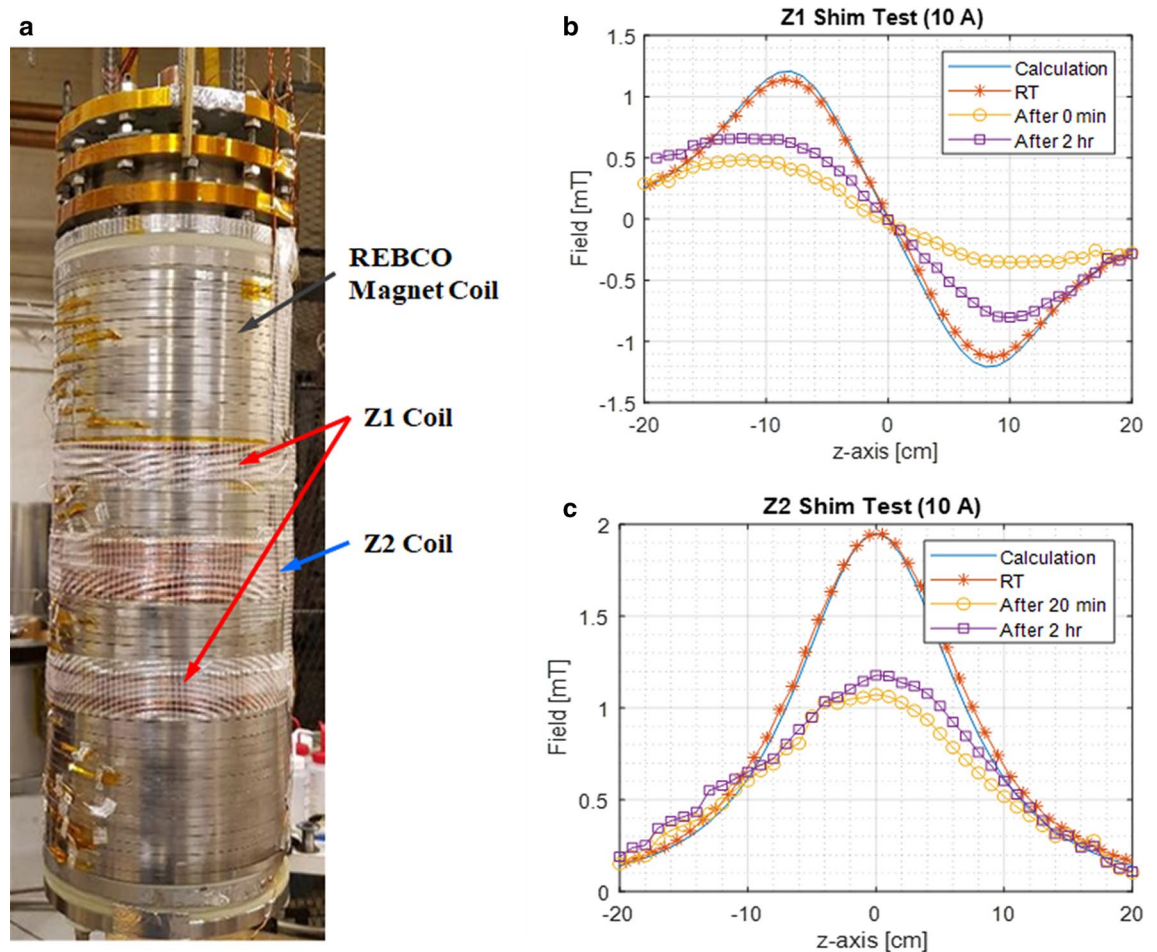 a
REBCO
Magnet Coil
Z1 Coil
Z2 Coil
b
Z1 Shim Test (10 A)
1.5
1
0.5
0
-0.5
-1
-1.5
Field [mT]
-20
-10
0
10
20
z-axis [cm]
Calculation
RT
After 0 min
After 2 hr
c
Z2 Shim Test (10 A)
2
1.5
1
0.5
0
Field [mT]
-20
-10
0
10
20
z-axis [cm]
Calculation
RT
After 20 min
After 2 hr